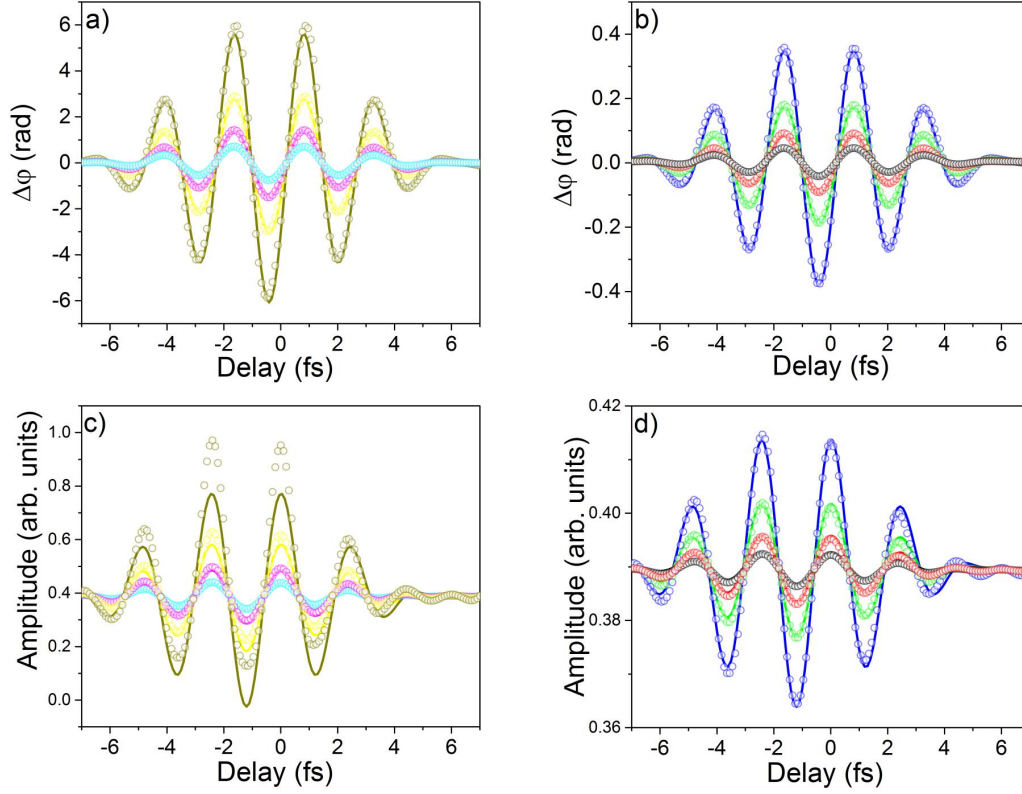 a)
6
4
2
0
-2
-4
-6
Δφ (rad)
-6 -4 -2 0 2 4 6
Delay (fs)
b)
0.4
0.2
0.0
-0.2
-0.4
Δφ (rad)
-6 -4 -2 0 2 4 6
Delay (fs)
c)
1.0
0.8
0.6
0.4
0.2
0.0
Amplitude (arb. units)
-6 -4 -2 0 2 4 6
Delay (fs)
d)
0.42
0.40
0.38
0.36
Amplitude (arb. units)
-6 -4 -2 0 2 4 6
Delay (fs)